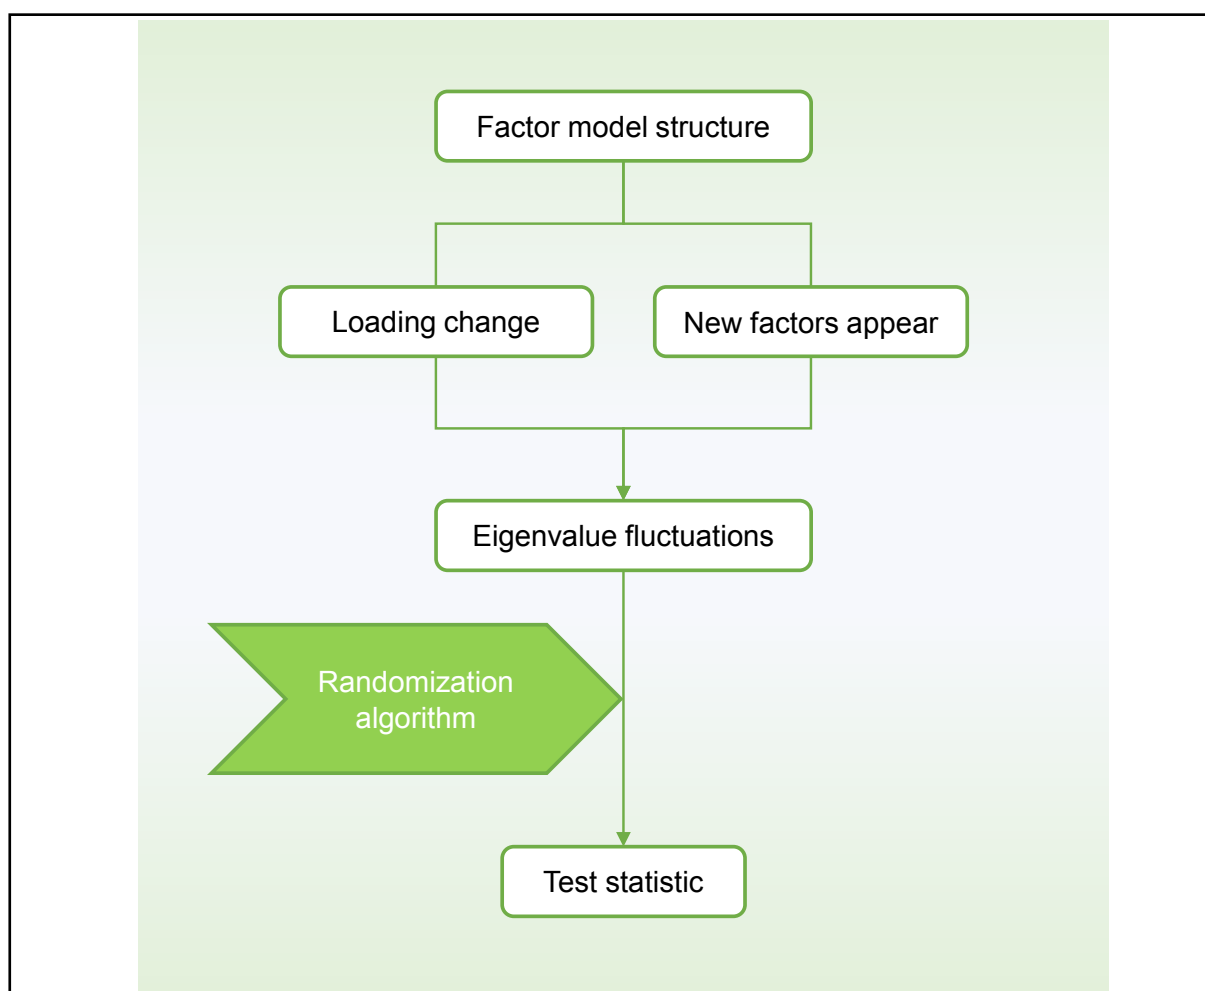 Factor model structure
Loading change
New factors appear
Eigenvalue fluctuations
Randomization
algorithm
Test statistic